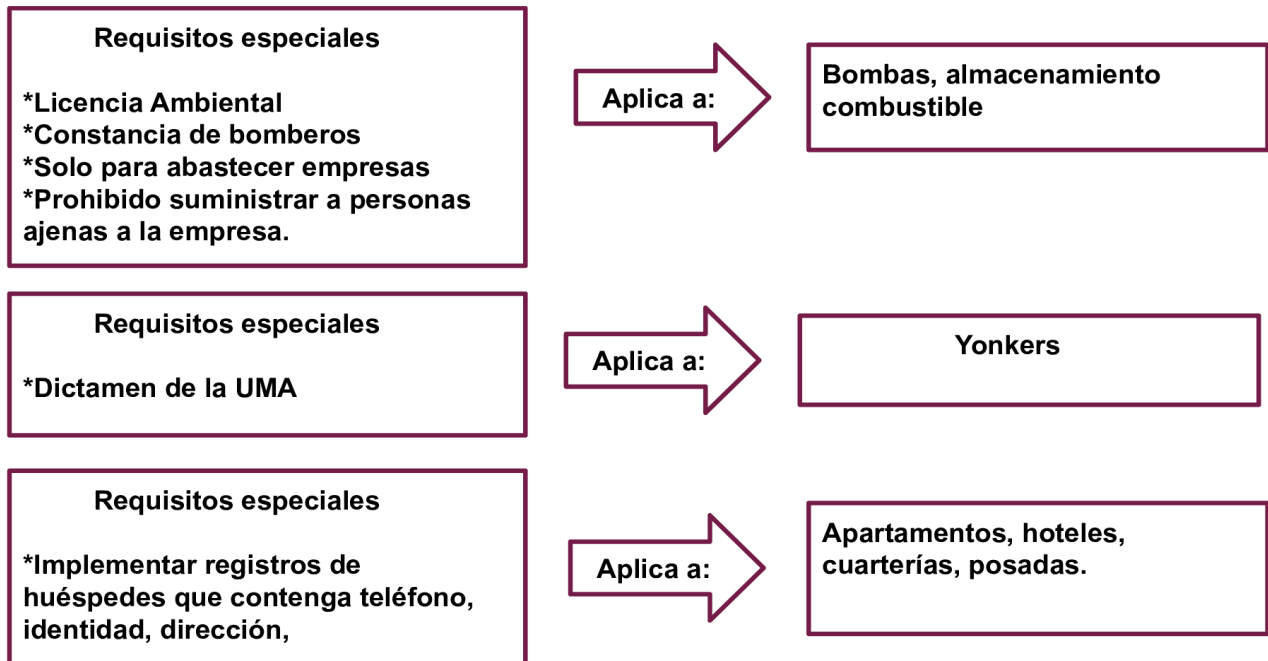 Requisitos especiales
*Licencia Ambiental
*Constancia de bomberos
*Solo para abastecer empresas
*Prohibido suministrar a personas
ajenas a la empresa.
Aplica a:
Bombas, almacenamiento
combustible
Requisitos especiales
*Dictamen de la UMA
Aplica a:
Yonkers
Requisitos especiales
*Implementar registros de
huéspedes que contenga teléfono,
identidad, dirección,
Aplica a:
Apartamentos, hoteles,
cuarterías, posadas.